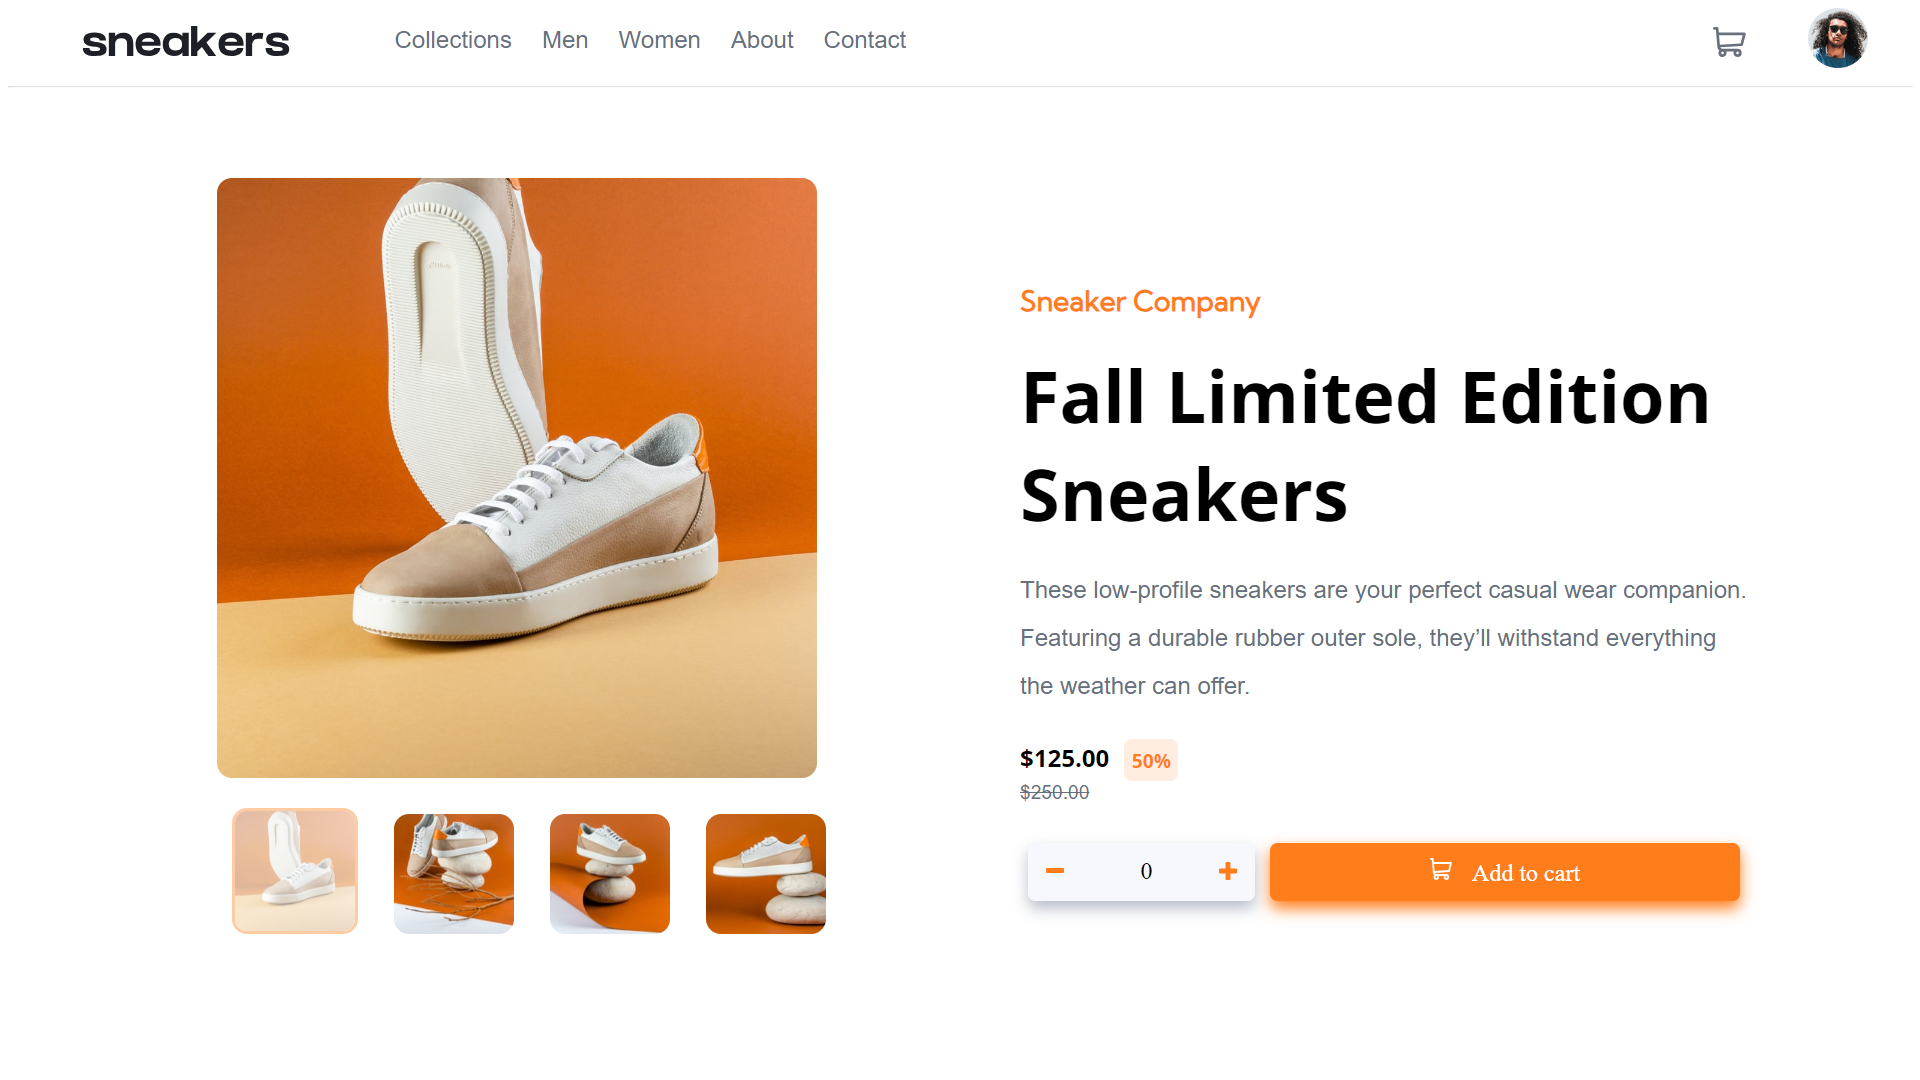 sneakers
Collections Men Women About Contact
Sneaker Company
Fall Limited Edition
Sneakers
These low-profile sneakers are your perfect casual wear companion.
Featuring a durable rubber outer sole, they’ll withstand everything
the weather can offer.
$125.00 50%
$250.00
0 Add to cart